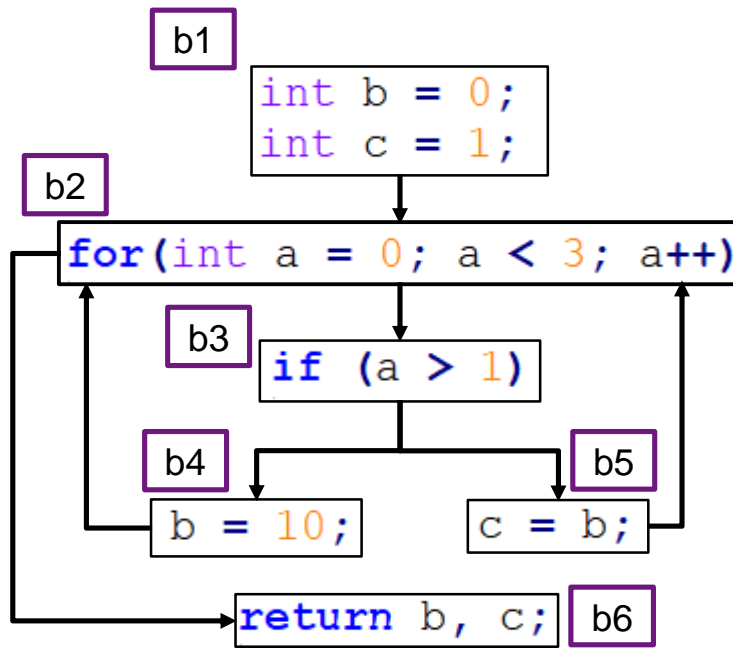 b1
int b = 0;
int c = 1;
b2
for(int a = 0; a < 3; a++)
b3
if (a > 1)
b4
b5
b = 10;
c = b;
return b, c;
b6